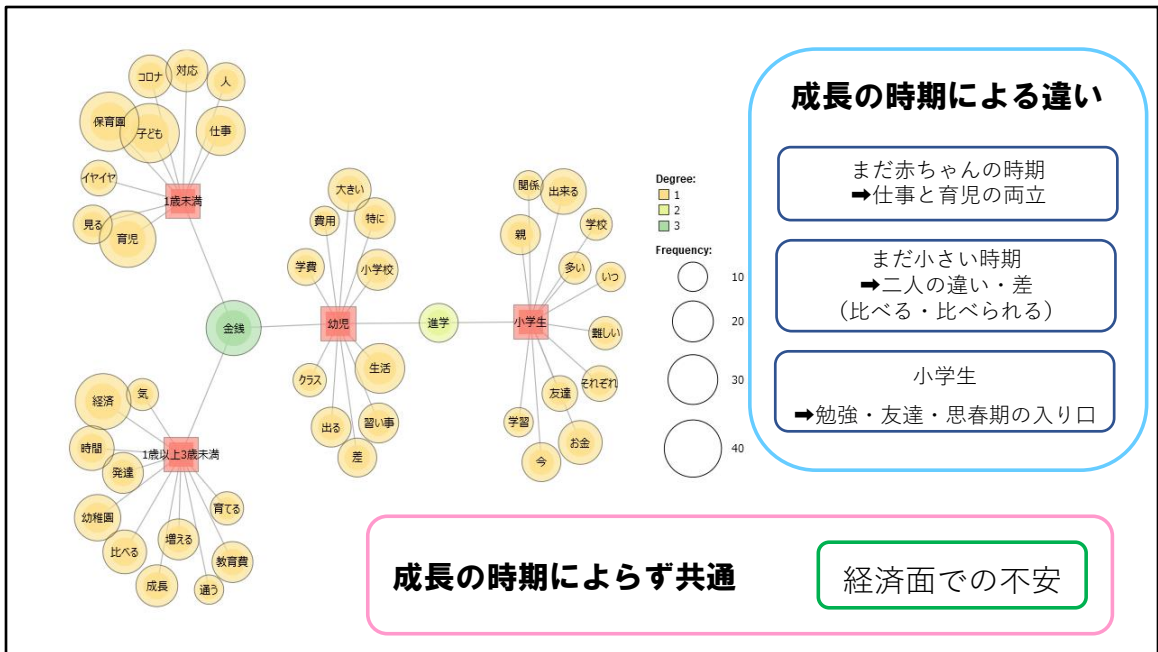 コロナ
対応
人
保育園
子ども
仕事
イヤイヤ
1歳未満
見る
育児
金銭
経済
気
時間
1歳以上3歳未満
発達
幼稚園
比べる
増える
育てる
教育費
成長
通う
大きい
費用
特に
学費
小学校
幼児
進学
クラス
生活
出る
習い事
差
関係
出来る
親
学校
多い
いつ
小学生
難しい
それぞれ
友達
学習
お金
今
Degree:
1
2
3
Frequency:
10
20
30
40
成長の時期による違い
まだ赤ちゃんの時期
➡仕事と育児の両立
まだ小さい時期
➡二人の違い・差
（比べる・比べられる）
小学生
➡勉強・友達・思春期の入り口
成長の時期によらず共通
経済面での不安